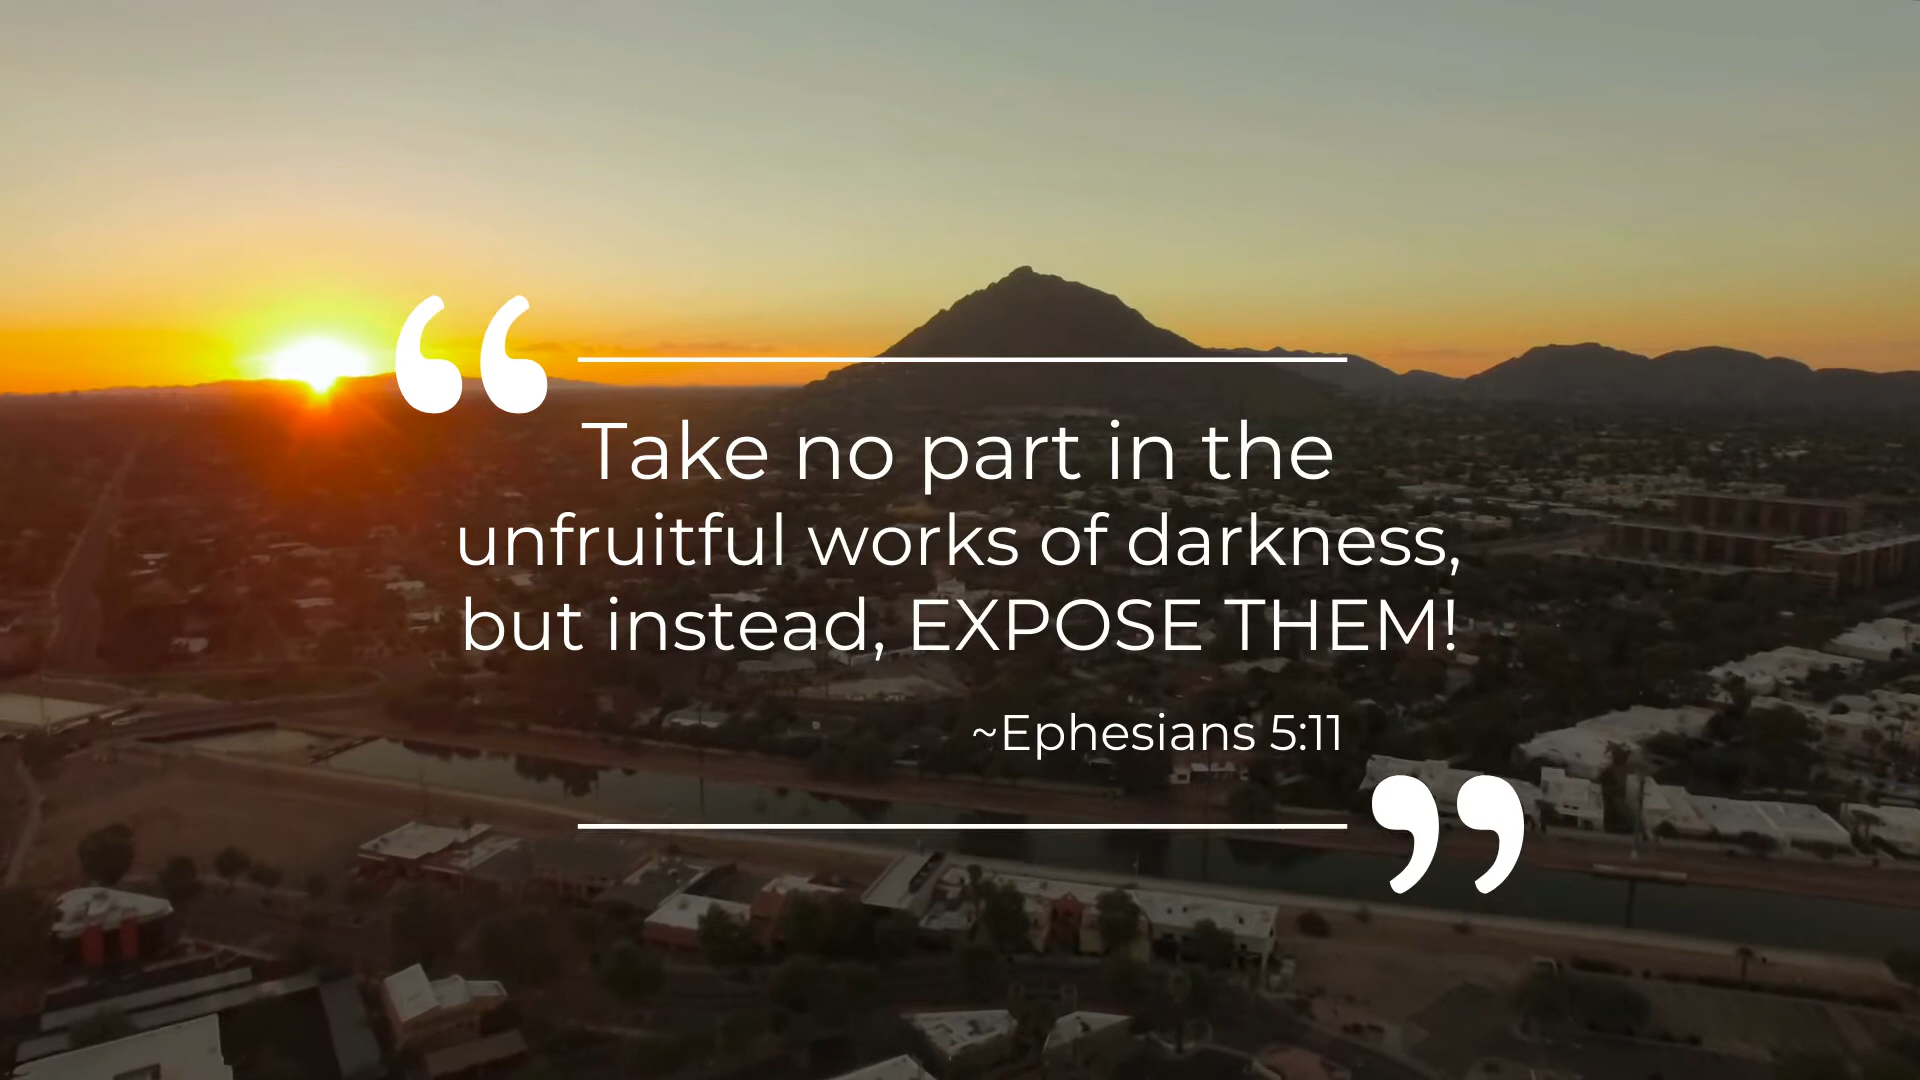 “
Take no part in the
unfruitful works of darkness,
but instead, EXPOSE THEM!
~Ephesians 5:11
”